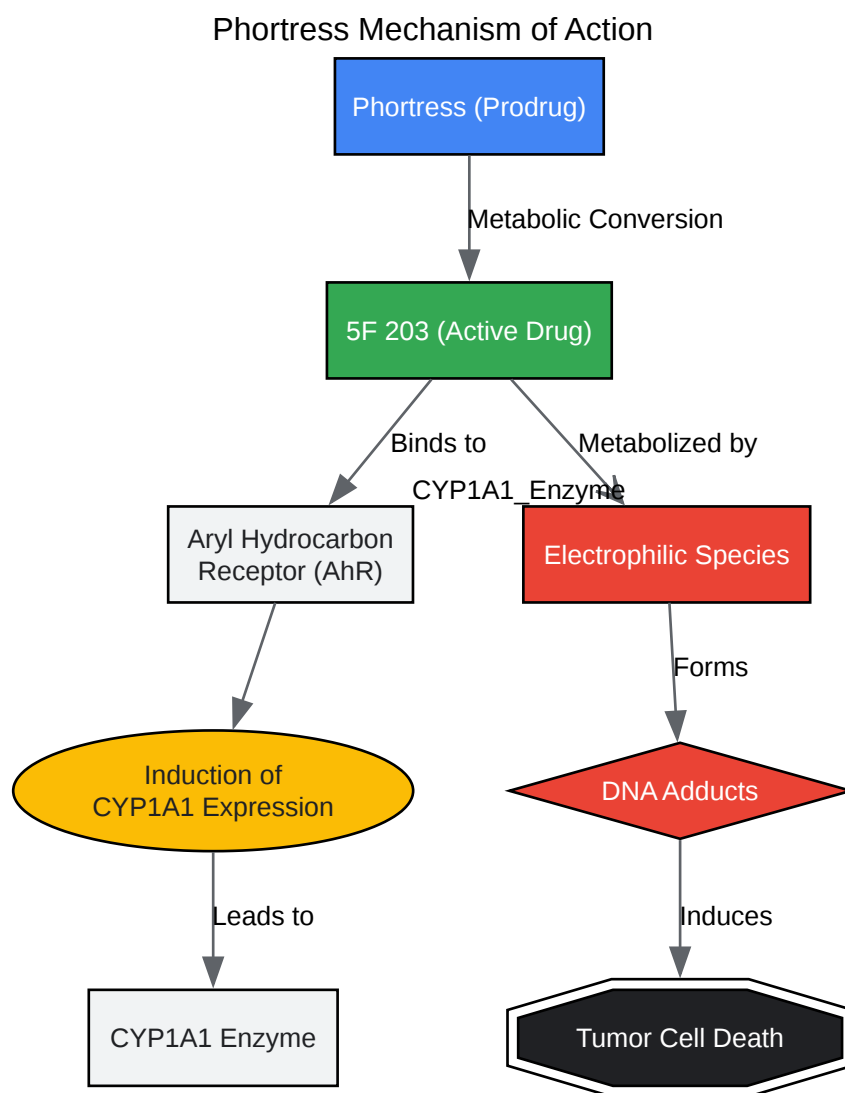 Phortress Mechanism of Action
Phortress (Prodrug)
Metabolic Conversion
5F 203 (Active Drug)
Binds to
Metabolized by
CYP1A1_Enzyme
Aryl Hydrocarbon
Receptor (AhR)
Electrophilic Species
Forms
Induction of
CYP1A1 Expression
DNA Adducts
Leads to
Induces
CYP1A1 Enzyme
Tumor Cell Death